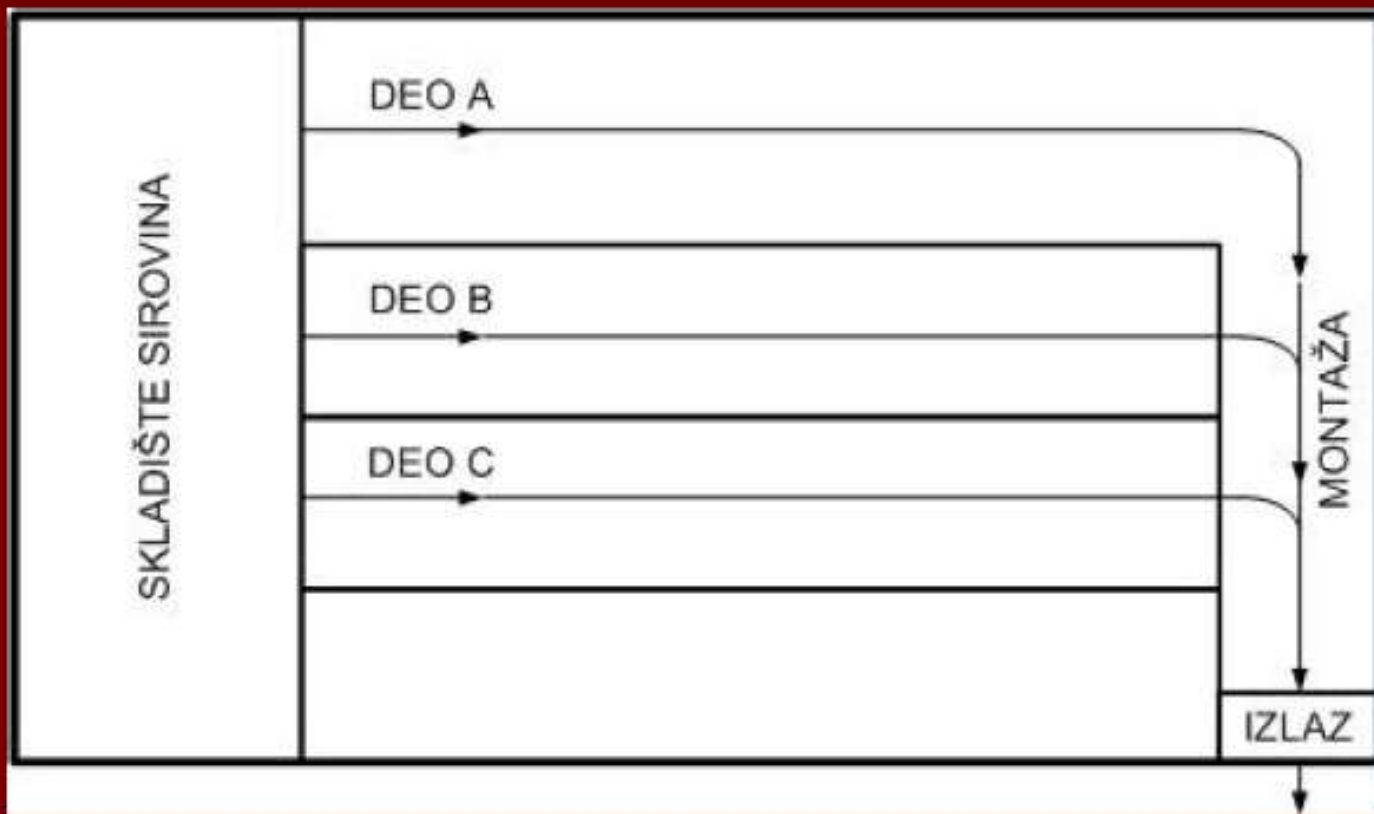 SKLADIŠTE SIROVINA
DEO A
DEO B
DEO C
MONTAŽA
IZLAZ